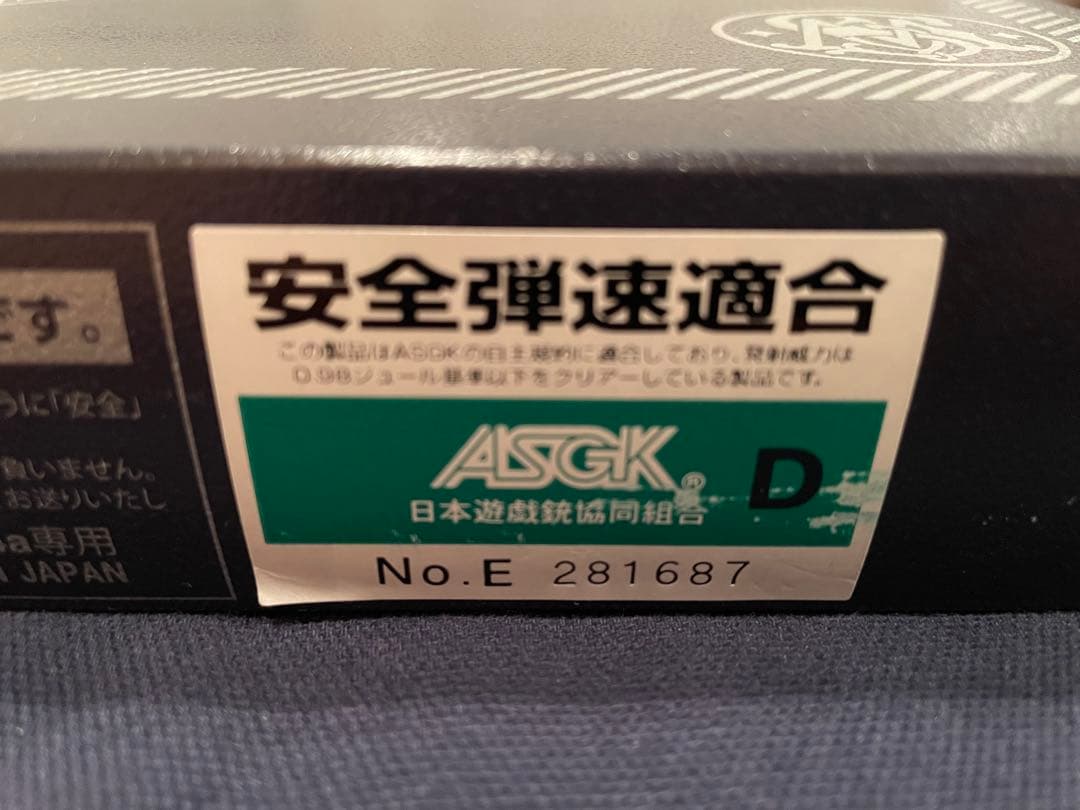 です。
うに「安全」
負いません。
お送りいたし
専用
JAPAN
安全弾速適合
この製品はASGKの自主規約に適合しており、発射威力は
0.98ジュール基準以下をクリアーしている製品です。
ASGK®
D
日本遊戯銃協同組合
No.E 281687